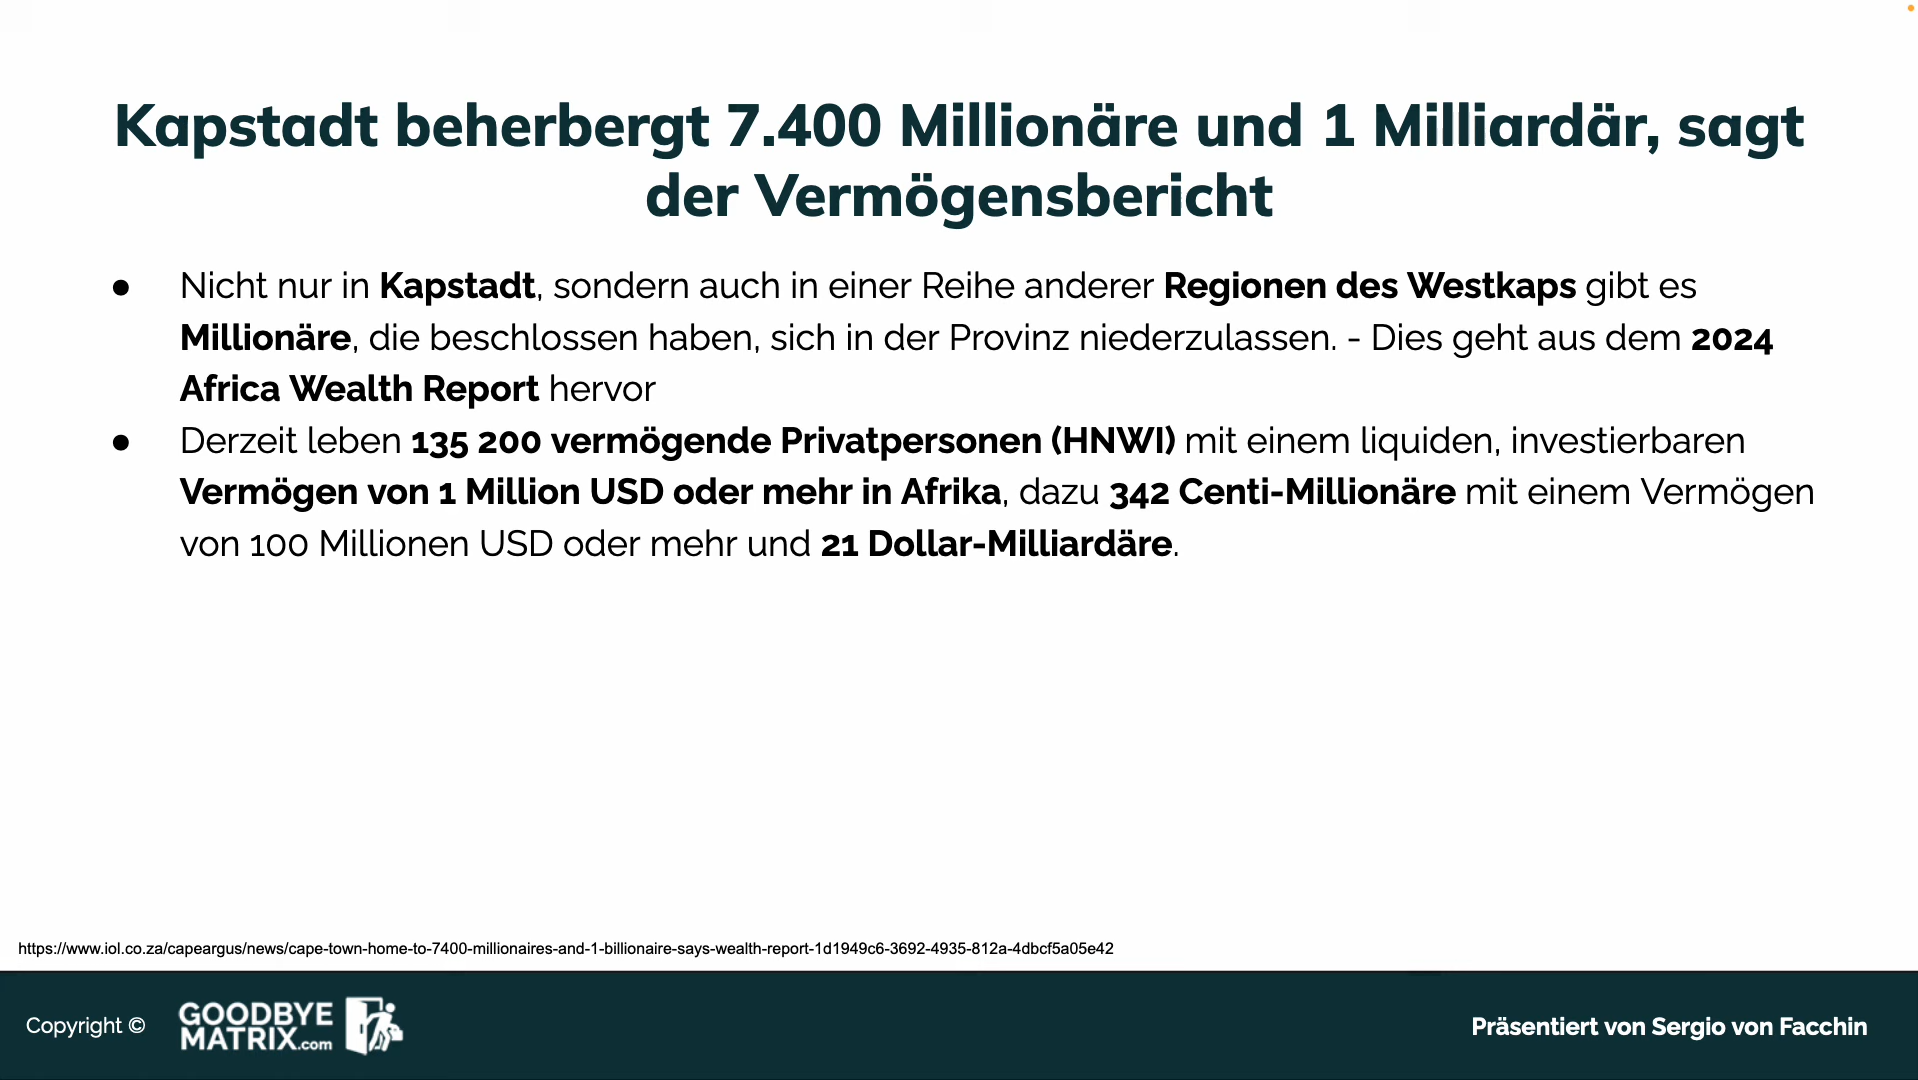 Kapstadt beherbergt 7.400 Millionäre und 1 Milliardär, sagt
der Vermögensbericht
● Nicht nur in Kapstadt, sondern auch in einer Reihe anderer Regionen des Westkaps gibt es
Millionäre, die beschlossen haben, sich in der Provinz niederzulassen. - Dies geht aus dem 2024
Africa Wealth Report hervor
● Derzeit leben 135 200 vermögende Privatpersonen (HNWI) mit einem liquiden, investierbaren
Vermögen von 1 Million USD oder mehr in Afrika, dazu 342 Centi-Millionäre mit einem Vermögen
von 100 Millionen USD oder mehr und 21 Dollar-Milliardäre.
https://www.iol.co.za/capeargus/news/cape-town-home-to-7400-millionaires-and-1-billionaire-says-wealth-report-1d1949c6-3692-4935-812a-4dbcf5a05e42
Copyright ©
GOODBYE
MATRIX.com
Präsentiert von Sergio von Facchin